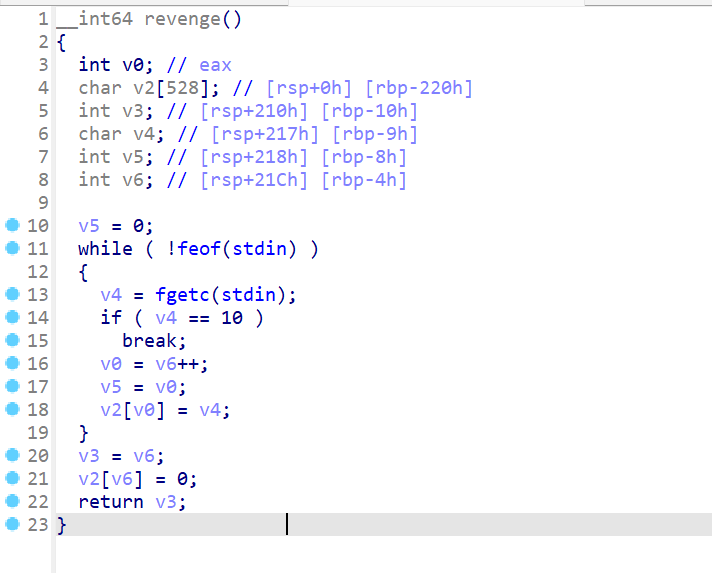 1 __int64 revenge()
2 {
3   int v0; // eax
4   char v2[528]; // [rsp+0h] [rbp-220h]
5   int v3; // [rsp+210h] [rbp-10h]
6   char v4; // [rsp+217h] [rbp-9h]
7   int v5; // [rsp+218h] [rbp-8h]
8   int v6; // [rsp+21Ch] [rbp-4h]
9
10   v5 = 0;
11   while ( !feof(stdin) )
12   {
13     v4 = fgetc(stdin);
14     if ( v4 == 10 )
15       break;
16     v0 = v6++;
17     v5 = v0;
18     v2[v0] = v4;
19   }
20   v3 = v6;
21   v2[v6] = 0;
22   return v3;
23 }